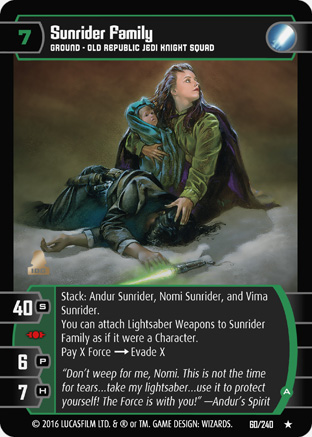 7
Sunrider Family
GROUND - OLD REPUBLIC JEDI KNIGHT SQUAD
40 S
6 P
7 H
Stack: Andur Sunrider, Nomi Sunrider, and Vima
Sunrider.
You can attach Lightsaber Weapons to Sunrider
Family as if it were a Character.
Pay X Force → Evade X
"Don't weep for me, Nomi. This is not the time
for tears...take my lightsaber...use it to protect
yourself! The Force is with you!" —Andur's Spirit
A
© 2016 LUCASFILM LTD. & ® or TM. GAME DESIGN: WIZARDS.
60/240